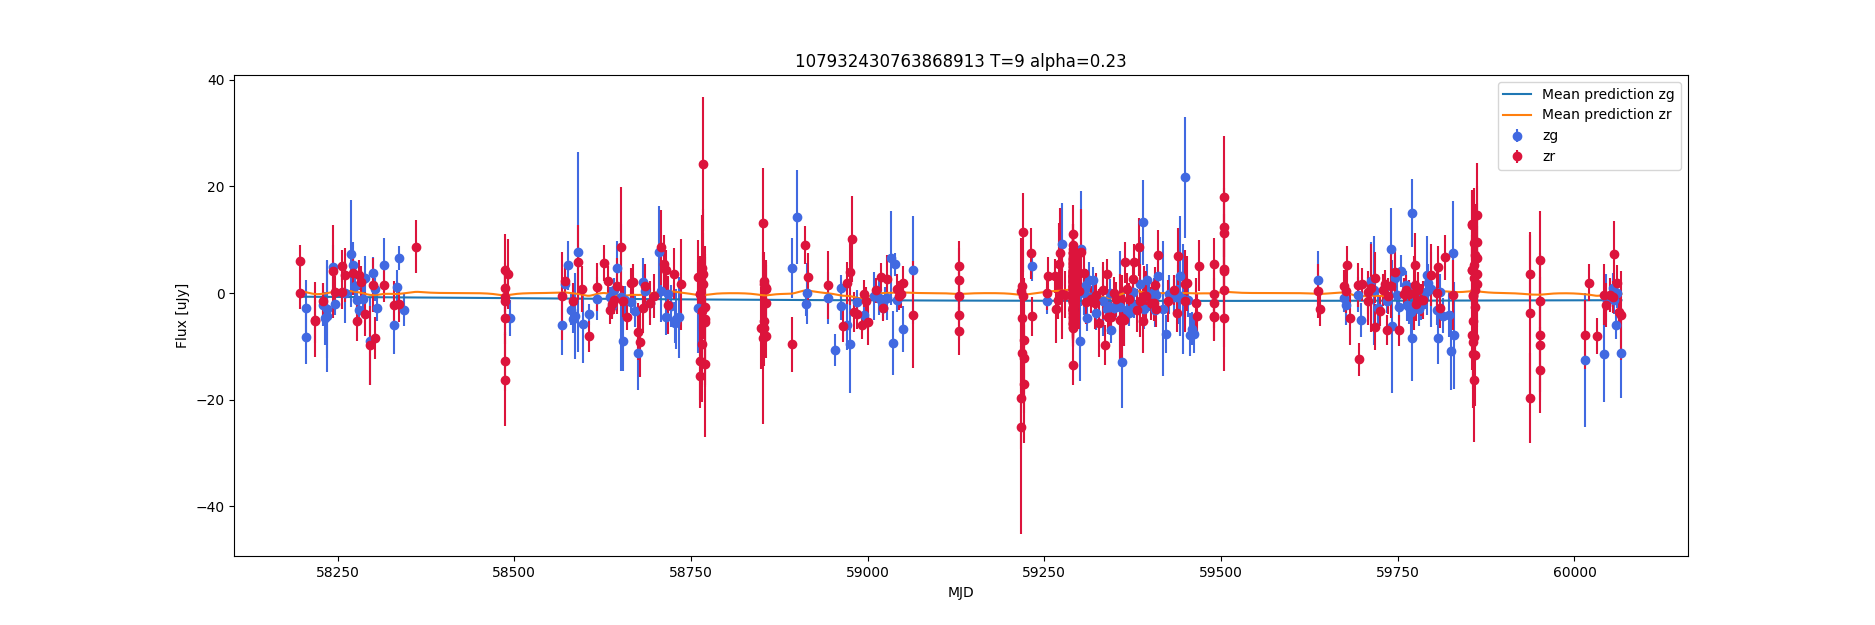 107932430763868913 T=9 alpha=0.23
40
20
0
−20
−40
Flux [uJy]
58250 58500 58750 59000 59250 59500 59750 60000
MJD
Mean prediction zg
Mean prediction zr
zg
zr